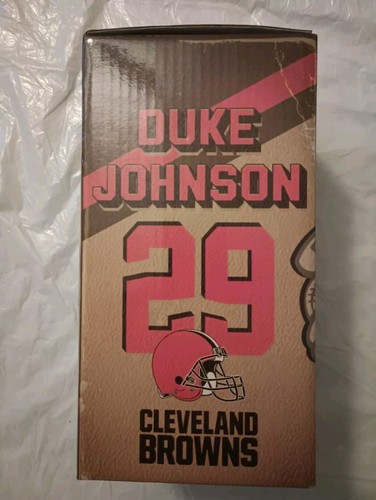 DUKE
JOHNSON
29
CLEVELAND
BROWNS